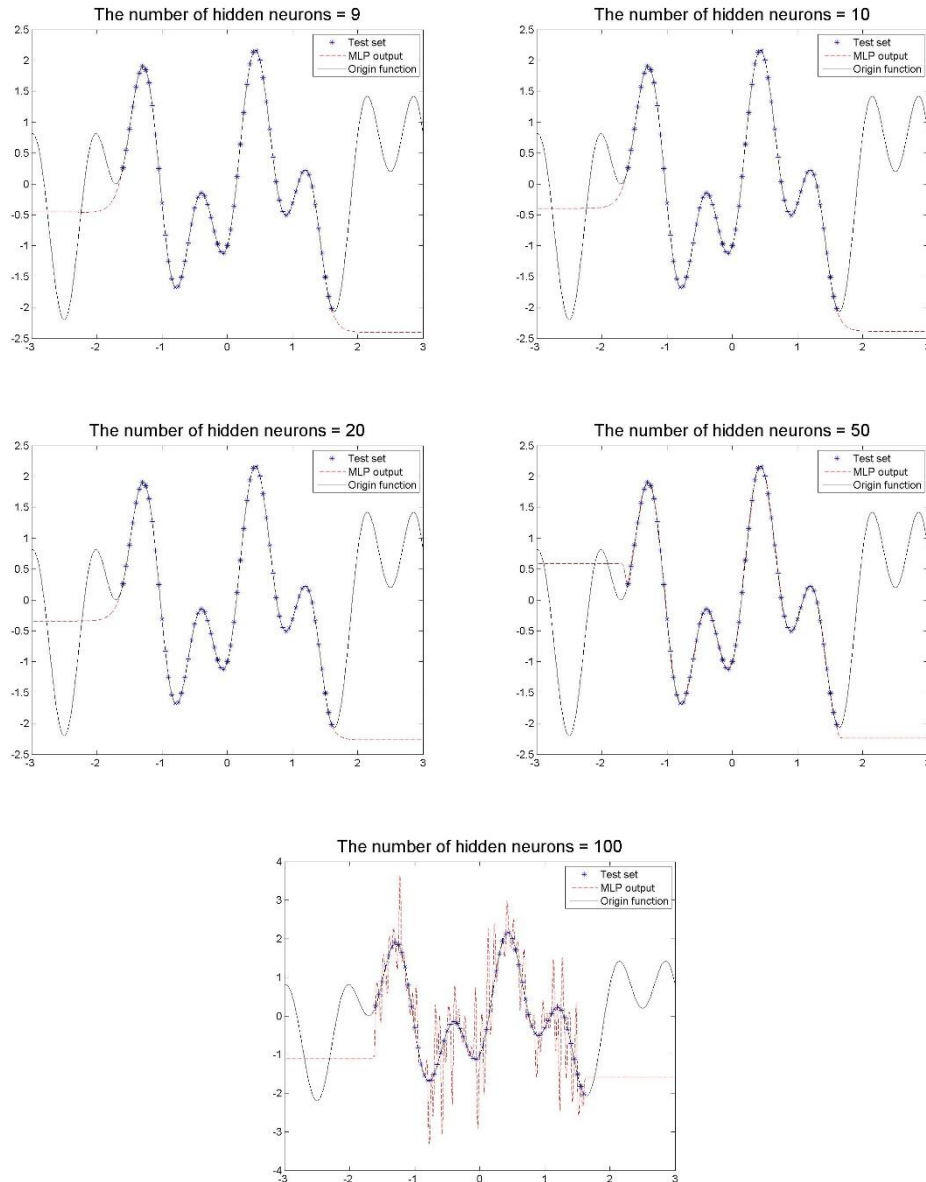 The number of hidden neurons = 9
Test set
MLP output
Origin function
2.5
2
1.5
1
0.5
0
-0.5
-1
-1.5
-2
-2.5
-3 -2 -1 0 1 2 3
The number of hidden neurons = 10
Test set
MLP output
Origin function
2.5
2
1.5
1
0.5
0
-0.5
-1
-1.5
-2
-2.5
-3 -2 -1 0 1 2 3
The number of hidden neurons = 20
Test set
MLP output
Origin function
2.5
2
1.5
1
0.5
0
-0.5
-1
-1.5
-2
-2.5
-3 -2 -1 0 1 2 3
The number of hidden neurons = 50
Test set
MLP output
Origin function
2.5
2
1.5
1
0.5
0
-0.5
-1
-1.5
-2
-2.5
-3 -2 -1 0 1 2 3
The number of hidden neurons = 100
Test set
MLP output
Origin function
4
3
2
1
0
-1
-2
-3
-4
-3 -2 -1 0 1 2 3